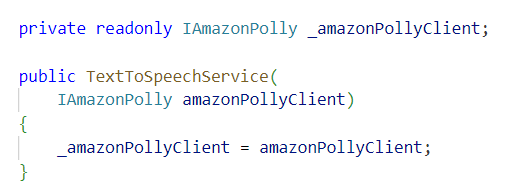 private readonly IAmazonPolly _amazonPollyClient;
public TextToSpeechService(
    IAmazonPolly amazonPollyClient)
{
    _amazonPollyClient = amazonPollyClient;
}